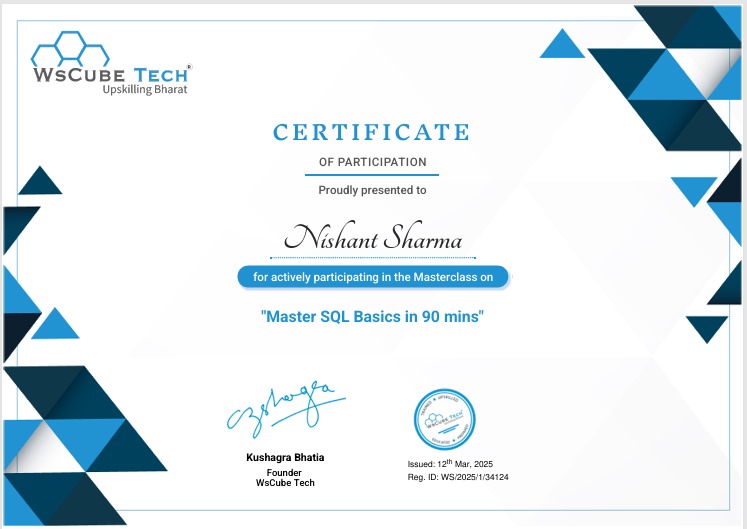 WSCUBE TECH®
Upskilling Bharat
CERTIFICATE
OF PARTICIPATION
Proudly presented to
Nishant Sharma
for actively participating in the Masterclass on
"Master SQL Basics in 90 mins"
Kushagra Bhatia
Founder
WsCube Tech
WSCUBE TECH
Issued: 12th Mar, 2025
Reg. ID: WS/2025/1/34124